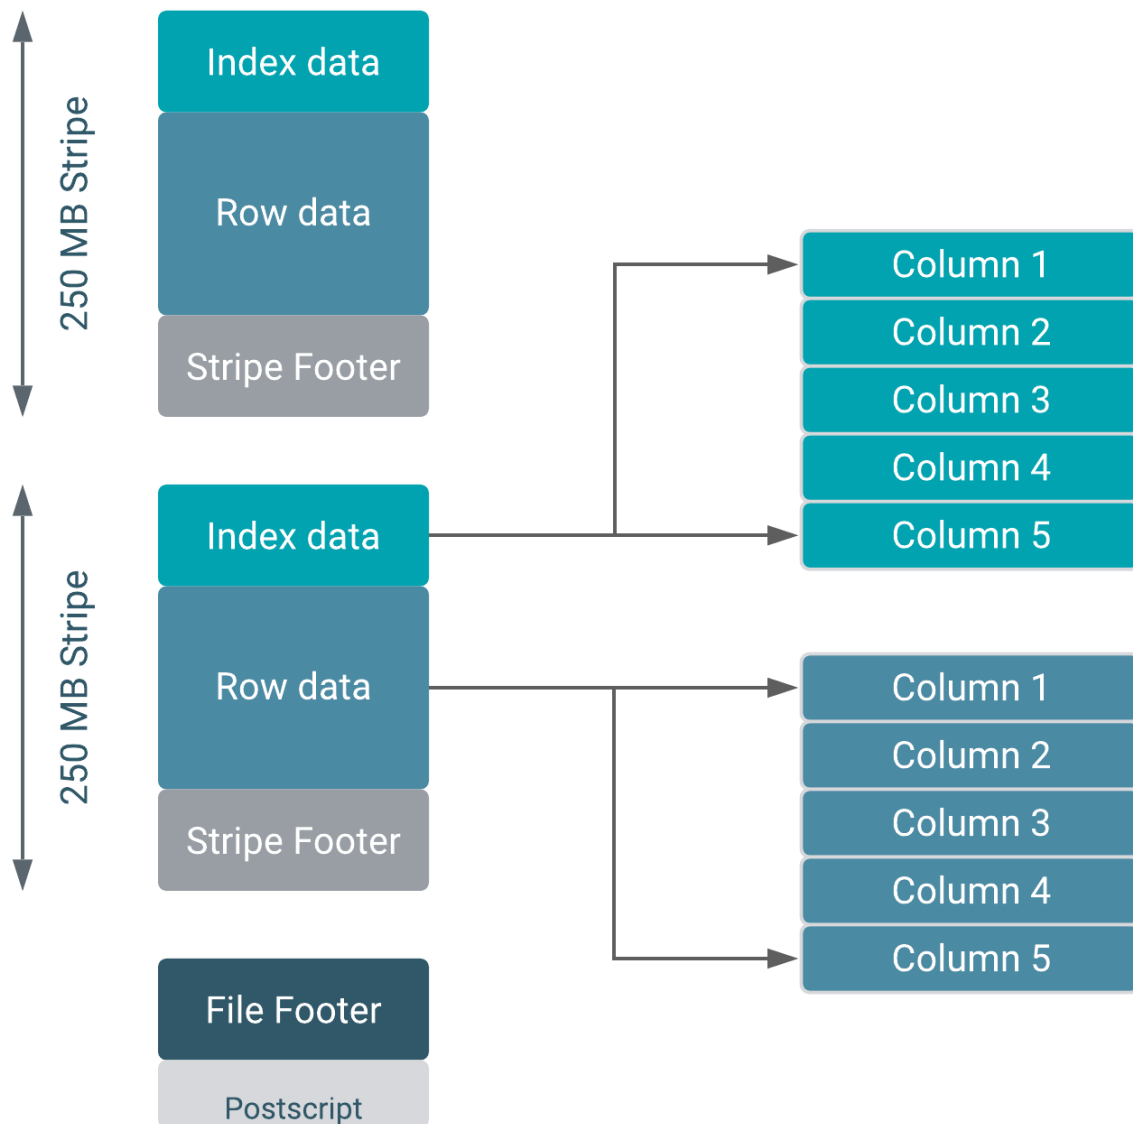 250 MB Stripe
Index data
Row data
Stripe Footer
250 MB Stripe
Index data
Row data
Stripe Footer
File Footer
Postscript
Column 1
Column 2
Column 3
Column 4
Column 5
Column 1
Column 2
Column 3
Column 4
Column 5